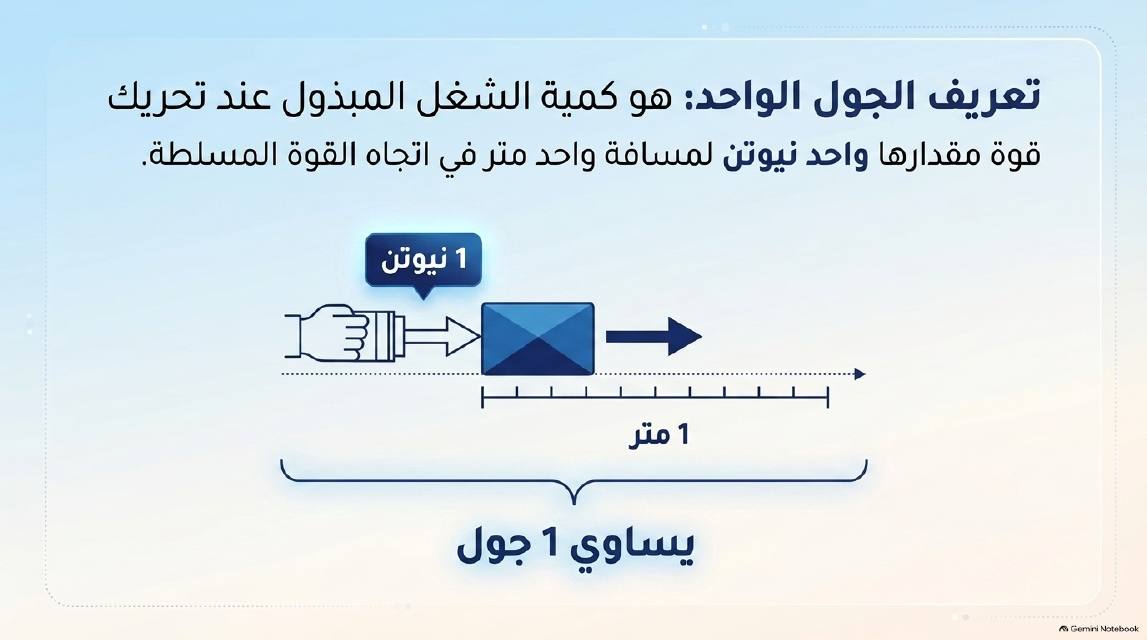 تعريف الجول الواحد: هو كمية الشغل المبذول عند تحريك
قوة مقدارها واحد نيوتن لمسافة واحد متر في اتجاه القوة المسلطة.
1 نيوتن
1 متر
يساوي 1 جول
Gemini Notebook